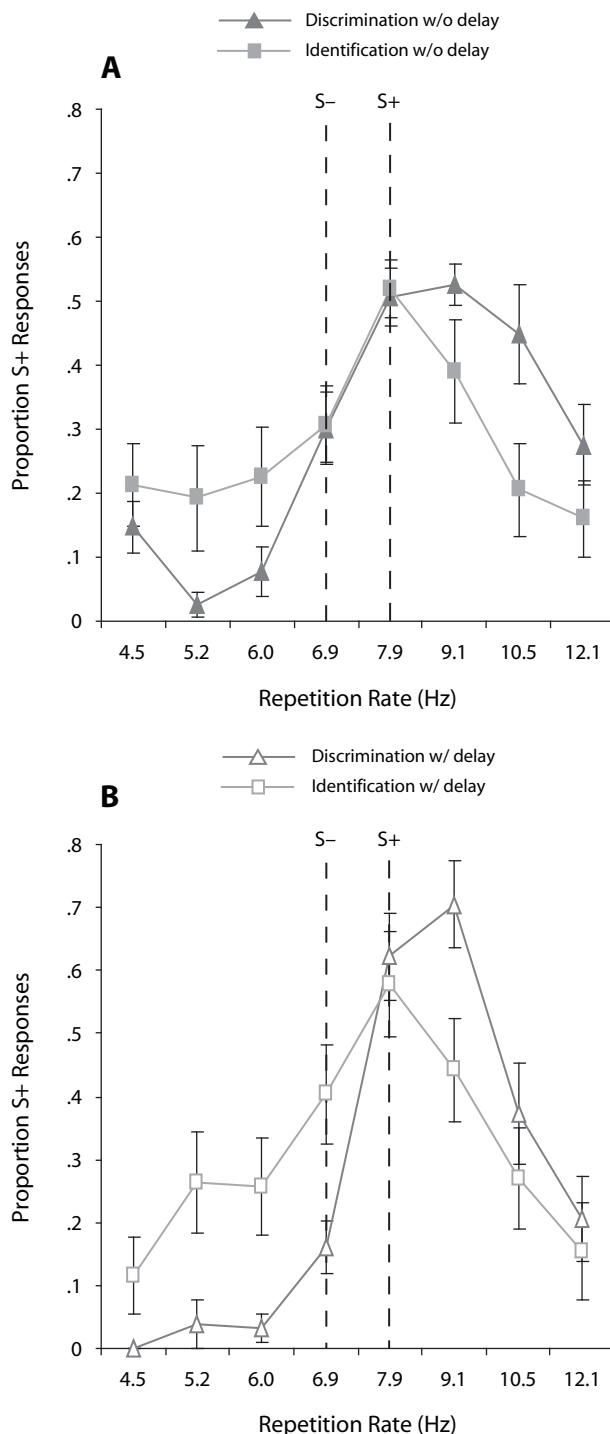 Discrimination w/o delay
Identification w/o delay
A
S– S+
.8
.7
.6
.5
.4
.3
.2
.1
0
Proportion S+ Responses
4.5 5.2 6.0 6.9 7.9 9.1 10.5 12.1
Repetition Rate (Hz)
Discrimination w/ delay
Identification w/ delay
B
S– S+
.8
.7
.6
.5
.4
.3
.2
.1
0
Proportion S+ Responses
4.5 5.2 6.0 6.9 7.9 9.1 10.5 12.1
Repetition Rate (Hz)